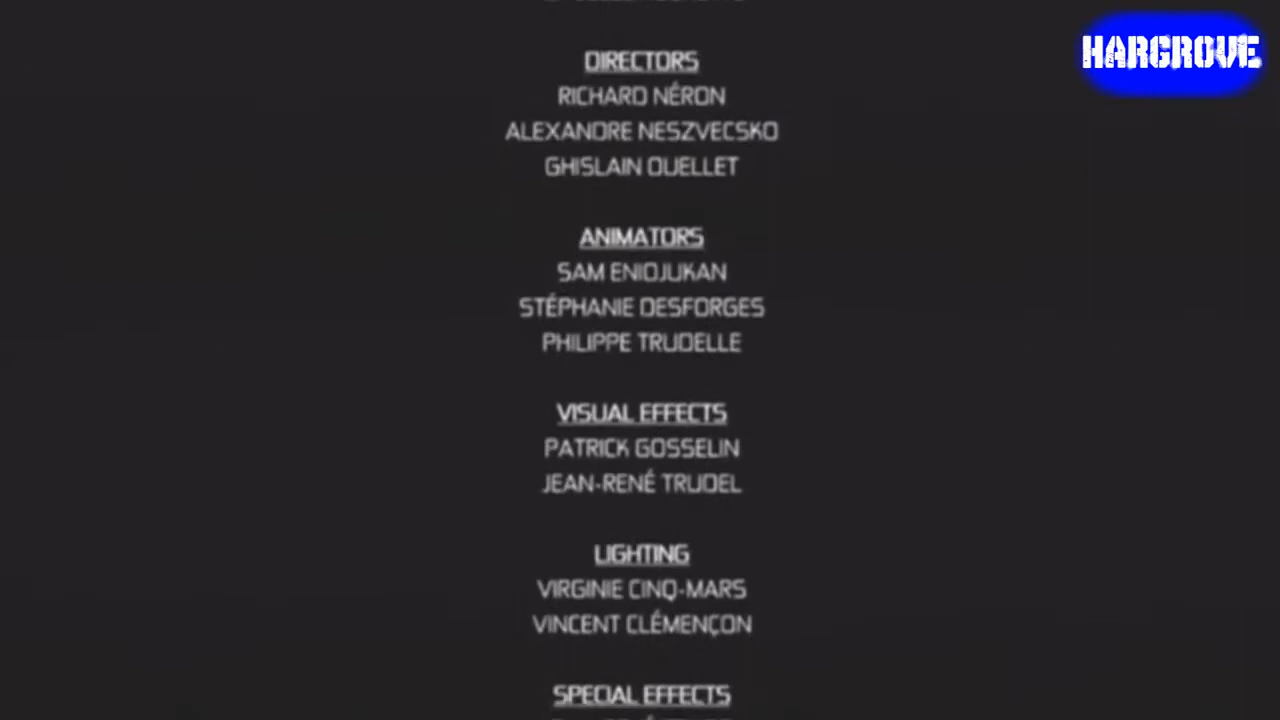 HARGROVE
DIRECTORS
RICHARD NÉRON
ALEXANDRE NESZVECSKO
GHISLAIN OUELLET
ANIMATORS
SAM ENIOJUKAN
STÉPHANIE DESFORGES
PHILIPPE TRUDELLE
VISUAL EFFECTS
PATRICK GOSSELIN
JEAN-RENÉ TRUDEL
LIGHTING
VIRGINIE CINQ-MARS
VINCENT CLÉMENÇON
SPECIAL EFFECTS